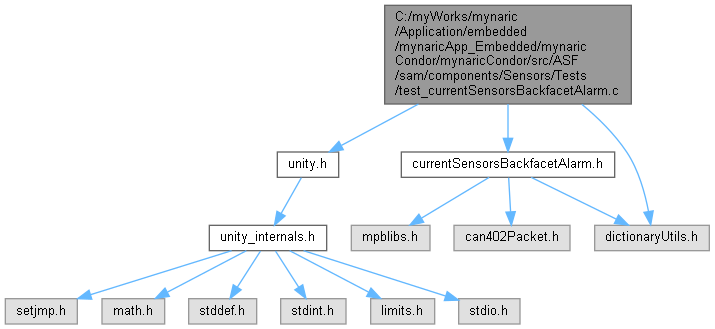 C:/myWorks/mynaric
/Application/embedded
/mynaricApp_Embedded/mynaric
Condor/mynaricCondor/src/ASF
/sam/components/Sensors/Tests
/test_currentSensorsBackfacetAlarm.c
unity.h
currentSensorsBackfacetAlarm.h
unity_internals.h
mpblibs.h
can402Packet.h
dictionaryUtils.h
setjmp.h
math.h
stddef.h
stdint.h
limits.h
stdio.h